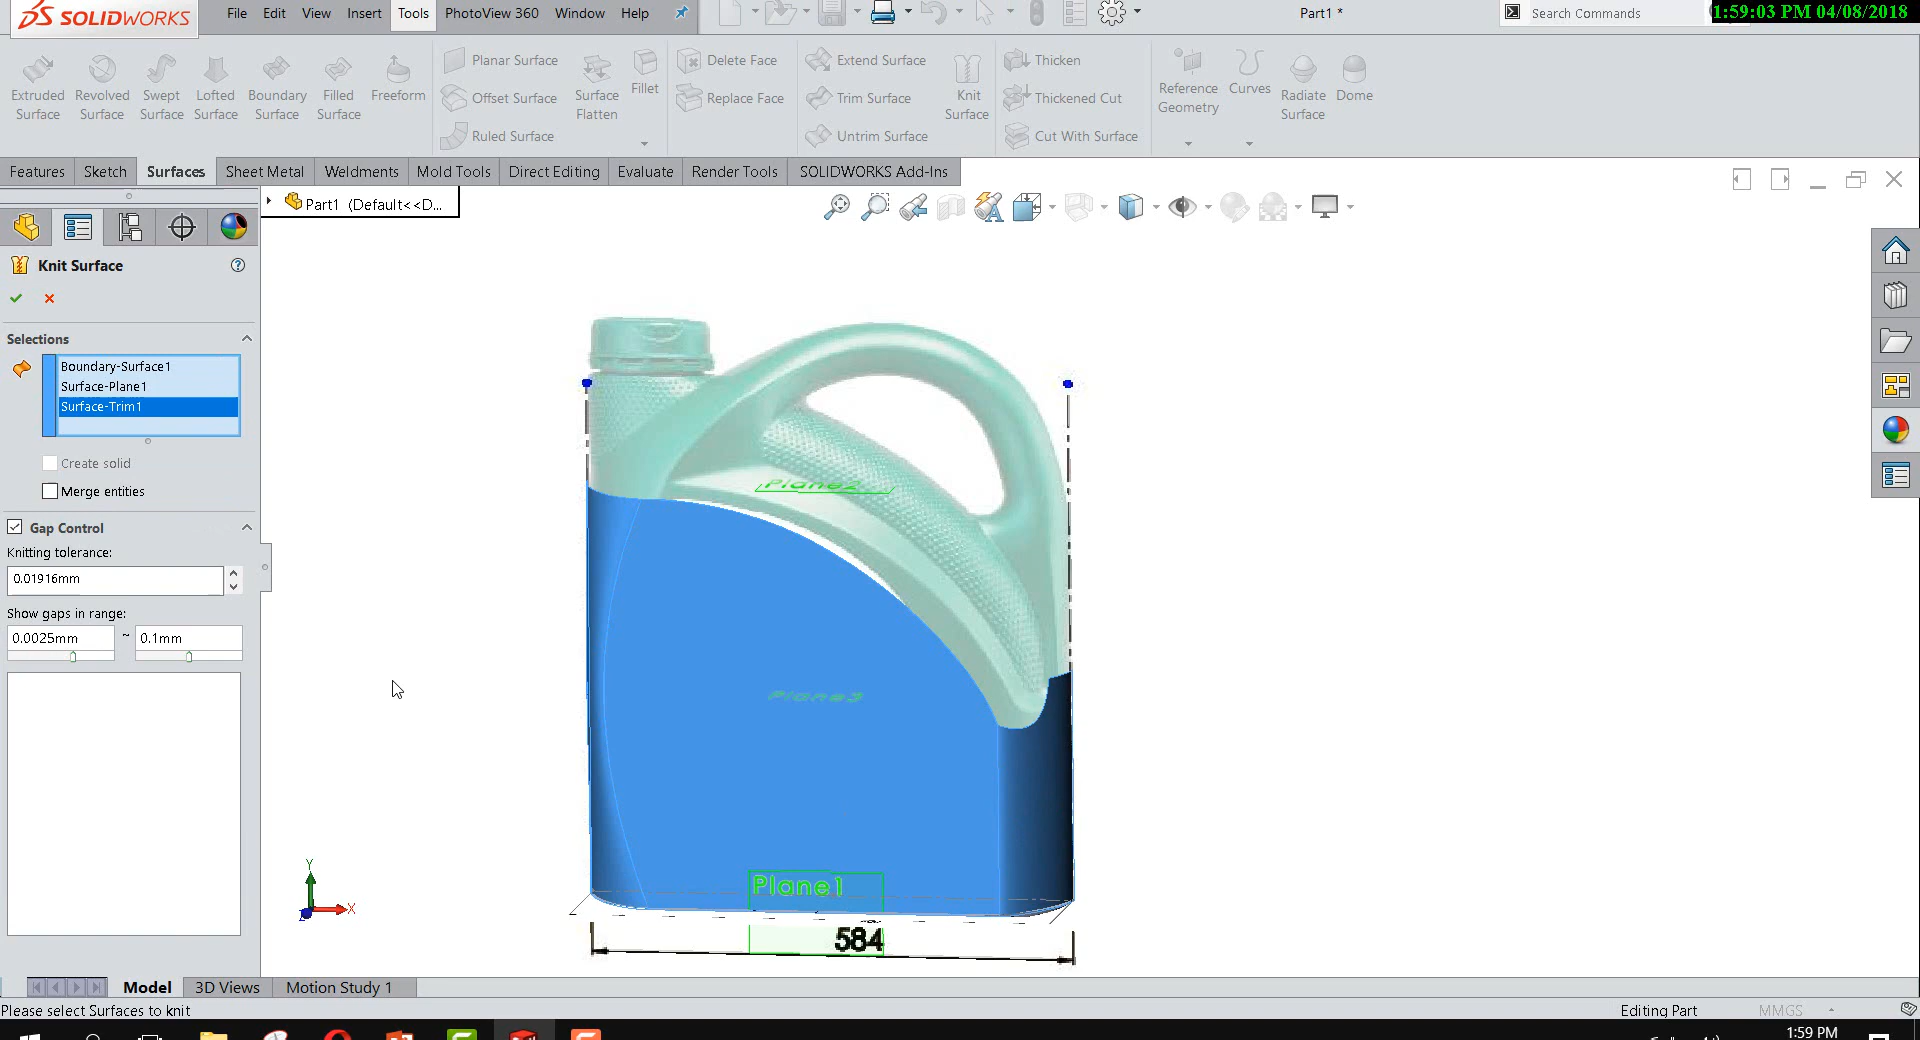 SOLIDWORKS File Edit View Insert Tools PhotoView 360 Window Help Part1 * Search Commands 1:59:03 PM 04/08/2018
Extruded Surface
Revolved Surface
Swept Surface
Lofted Surface
Boundary Surface
Filled Surface
Freeform
Planar Surface
Offset Surface
Ruled Surface
Surface Flatten
Fillet
Delete Face
Replace Face
Extend Surface
Trim Surface
Untrim Surface
Knit Surface
Thicken
Thickened Cut
Cut With Surface
Reference Geometry
Curves
Radiate Surface
Dome
Features Sketch Surfaces Sheet Metal Weldments Mold Tools Direct Editing Evaluate Render Tools SOLIDWORKS Add-Ins
Part1 (Default<<D...
Knit Surface
Selections
Boundary-Surface1
Surface-Plane1
Surface-Trim1
Create solid
Merge entities
Gap Control
Knitting tolerance:
0.01916mm
Show gaps in range:
0.0025mm ~ 0.1mm
Plane2
Plane3
Plane1
584
Y
X
Z
Model 3D Views Motion Study 1
Please select Surfaces to knit Editing Part MMGS
1:59 PM